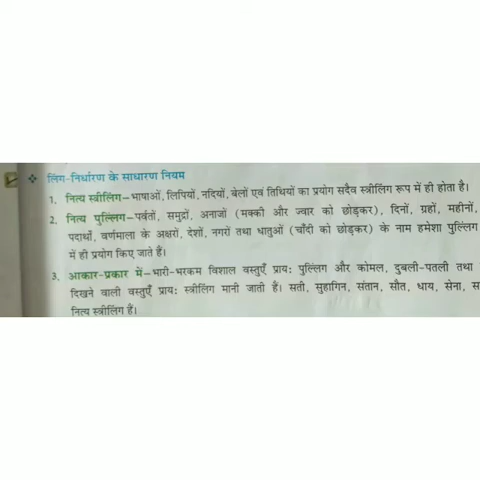 ❖ लिंग-निर्धारण के साधारण नियम
1. नित्य स्त्रीलिंग—भाषाओं, लिपियों, नदियों, बेलों एवं तिथियों का प्रयोग सदैव स्त्रीलिंग रूप में ही होता है।
2. नित्य पुल्लिंग—पर्वतों, समुद्रों, अनाजों (मक्की और ज्वार को छोड़कर), दिनों, ग्रहों, महीनों,
पदार्थों, वर्णमाला के अक्षरों, देशों, नगरों तथा धातुओं (चाँदी को छोड़कर) के नाम हमेशा पुल्लिंग
में ही प्रयोग किए जाते हैं।
3. आकार-प्रकार में—भारी-भरकम विशाल वस्तुएँ प्रायः पुल्लिंग और कोमल, दुबली-पतली तथा
दिखने वाली वस्तुएँ प्रायः स्त्रीलिंग मानी जाती हैं। सती, सुहागिन, संतान, सौत, धाय, सेना,
नित्य स्त्रीलिंग हैं।